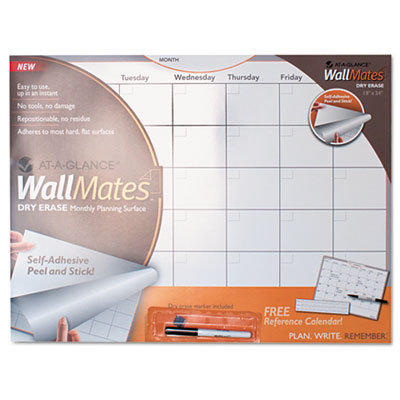 NEW
Easy to use,
up in an instant
No tools, no damage
Repositionable, no residue
Adheres to most hard, flat surfaces
MONTH
Tuesday Wednesday Thursday Friday
AT-A-GLANCE®
WallMates
DRY ERASE
18" x 24"
Self-Adhesive
Peel and Stick!
AT-A-GLANCE®
WallMates™
DRY ERASE Monthly Planning Surface
Self-Adhesive
Peel and Stick!
Dry erase marker included
FREE
Reference Calendar!
PLAN. WRITE. REMEMBER.